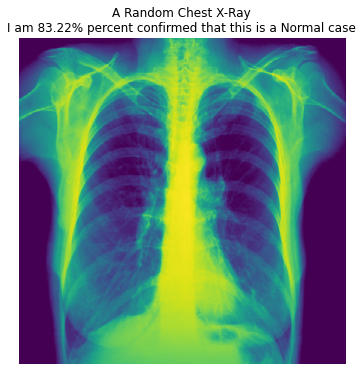 A Random Chest X-Ray
I am 83.22% percent confirmed that this is a Normal case